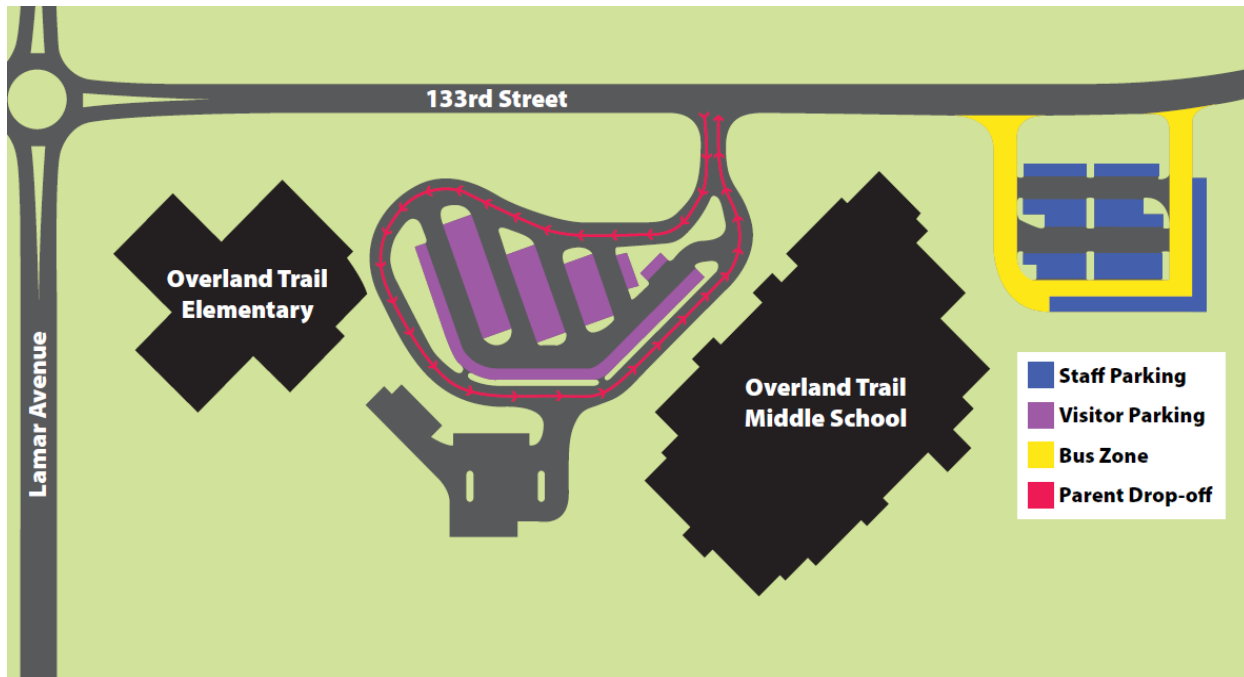 133rd Street
Overland Trail
Elementary
Lamar Avenue
Overland Trail
Middle School
Staff Parking
Visitor Parking
Bus Zone
Parent Drop-off